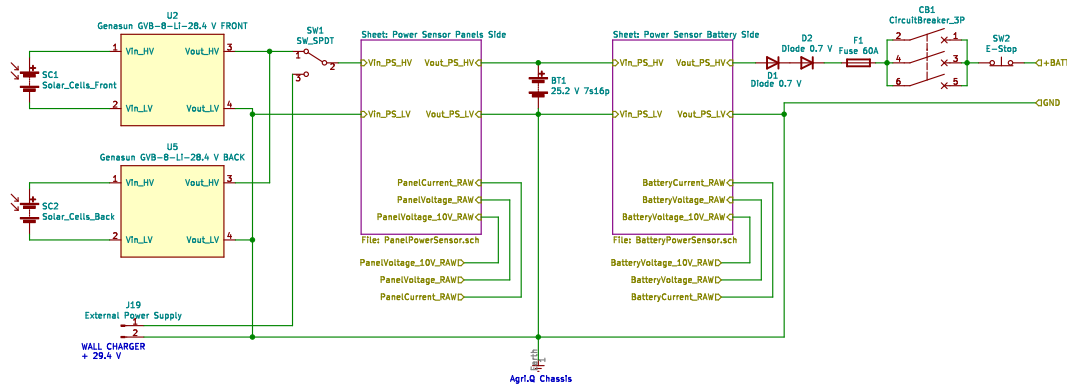 U2
Genasun GVB-8-Li-28.4 V FRONT
1 Vin_HV Vout_HV 3
2 Vin_LV Vout_LV 4
SC1
Solar_Cells_Front
U5
Genasun GVB-8-Li-28.4 V BACK
1 Vin_HV Vout_HV 3
2 Vin_LV Vout_LV 4
SC2
Solar_Cells_Back
J19
External Power Supply
1
2
WALL CHARGER
+ 29.4 V
SW1
SW_SPDT
1
2
3
Sheet: Power Sensor Panels Side
Vin_PS_HV Vout_PS_HV
Vin_PS_LV Vout_PS_LV
PanelCurrent_RAW
PanelVoltage_RAW
PanelVoltage_10V_RAW
File: PanelPowerSensor.sch
PanelVoltage_10V_RAW
PanelVoltage_RAW
PanelCurrent_RAW
BT1
25.2 V 7s16p
Earth
1
Agri.Q Chassis
Sheet: Power Sensor Battery Side
Vin_PS_HV Vout_PS_HV
Vin_PS_LV Vout_PS_LV
BatteryCurrent_RAW
BatteryVoltage_RAW
BatteryVoltage_10V_RAW
File: BatteryPowerSensor.sch
BatteryVoltage_10V_RAW
BatteryVoltage_RAW
BatteryCurrent_RAW
D2
Diode 0.7 V
D1
Diode 0.7 V
F1
Fuse 60A
CB1
CircuitBreaker_3P
2 1
4 3
6 5
SW2
E-Stop
+BATT
GND